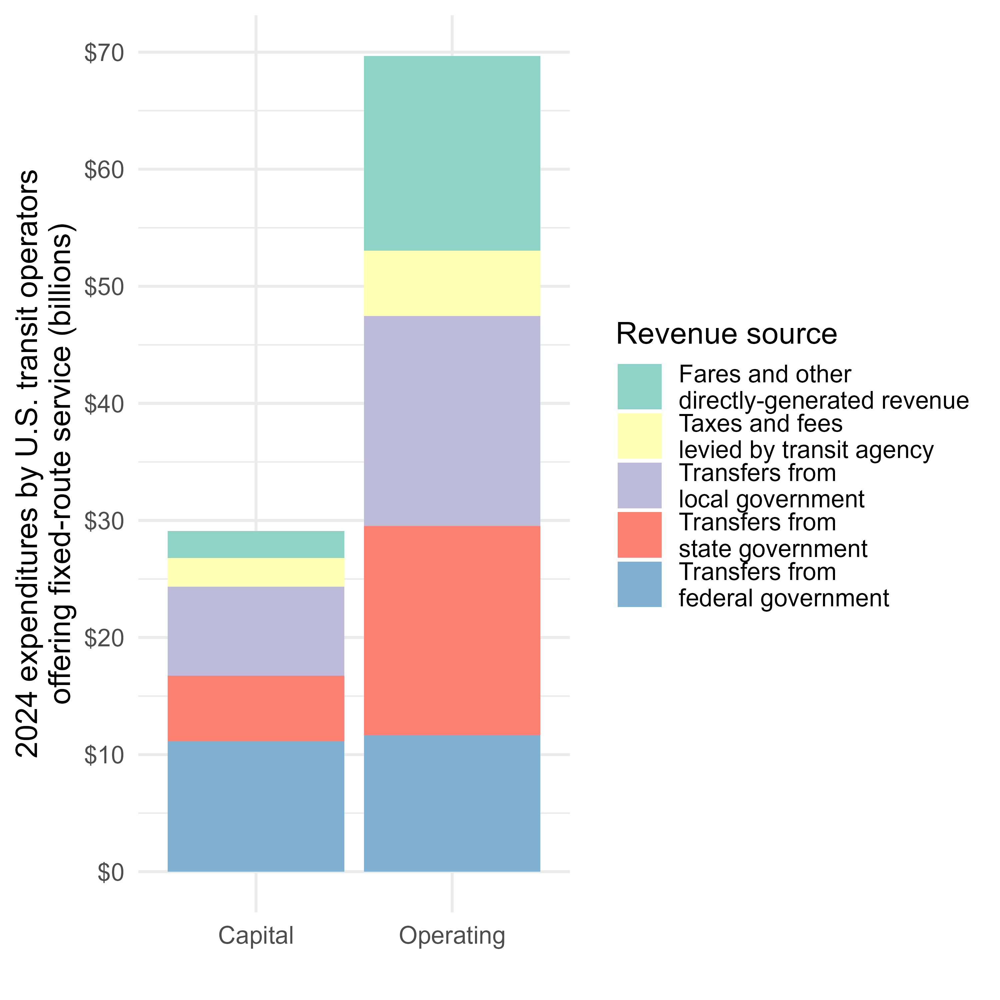 2024 expenditures by U.S. transit operators
offering fixed-route service (billions)
$70
$60
$50
$40
$30
$20
$10
$0
Capital
Operating
Revenue source
Fares and other
directly-generated revenue
Taxes and fees
levied by transit agency
Transfers from
local government
Transfers from
state government
Transfers from
federal government